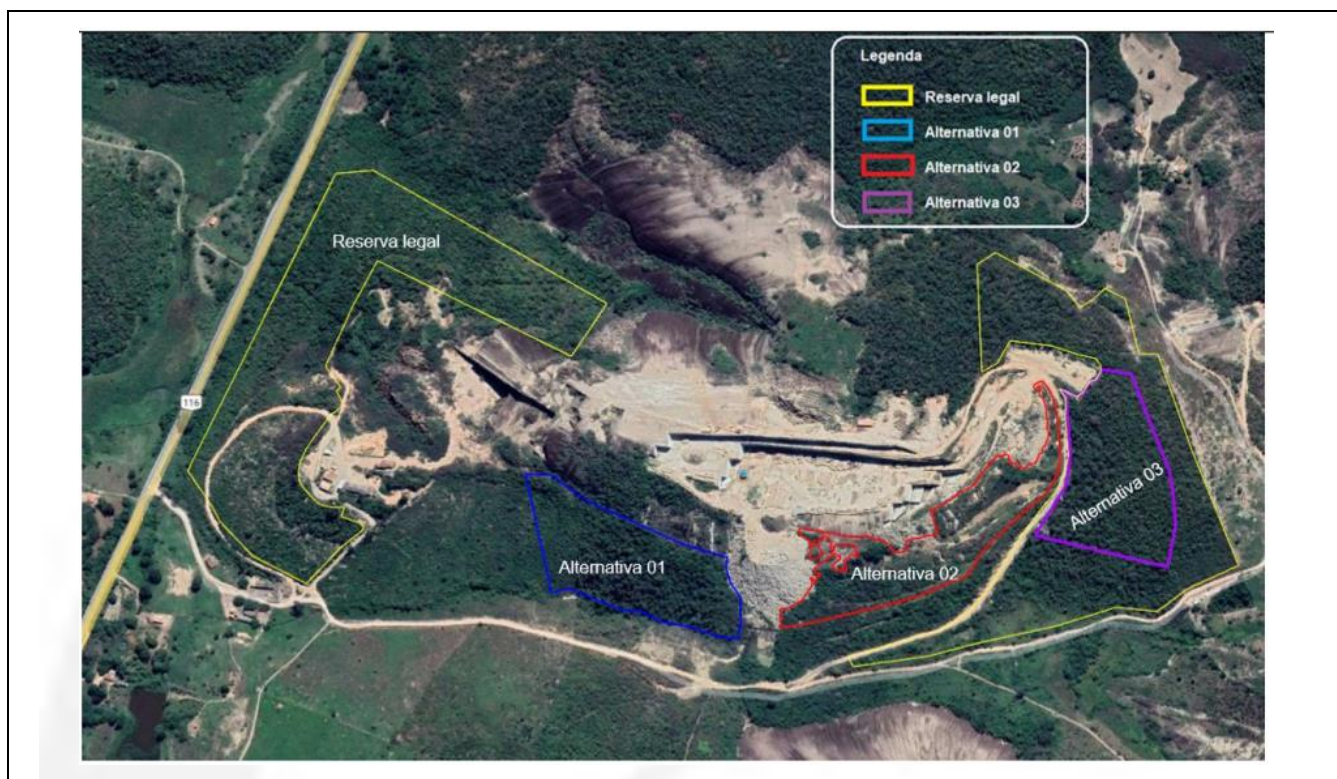 Legenda
Reserva legal
Alternativa 01
Alternativa 02
Alternativa 03
Reserva legal
116
Alternativa 03
Alternativa 01
Alternativa 02